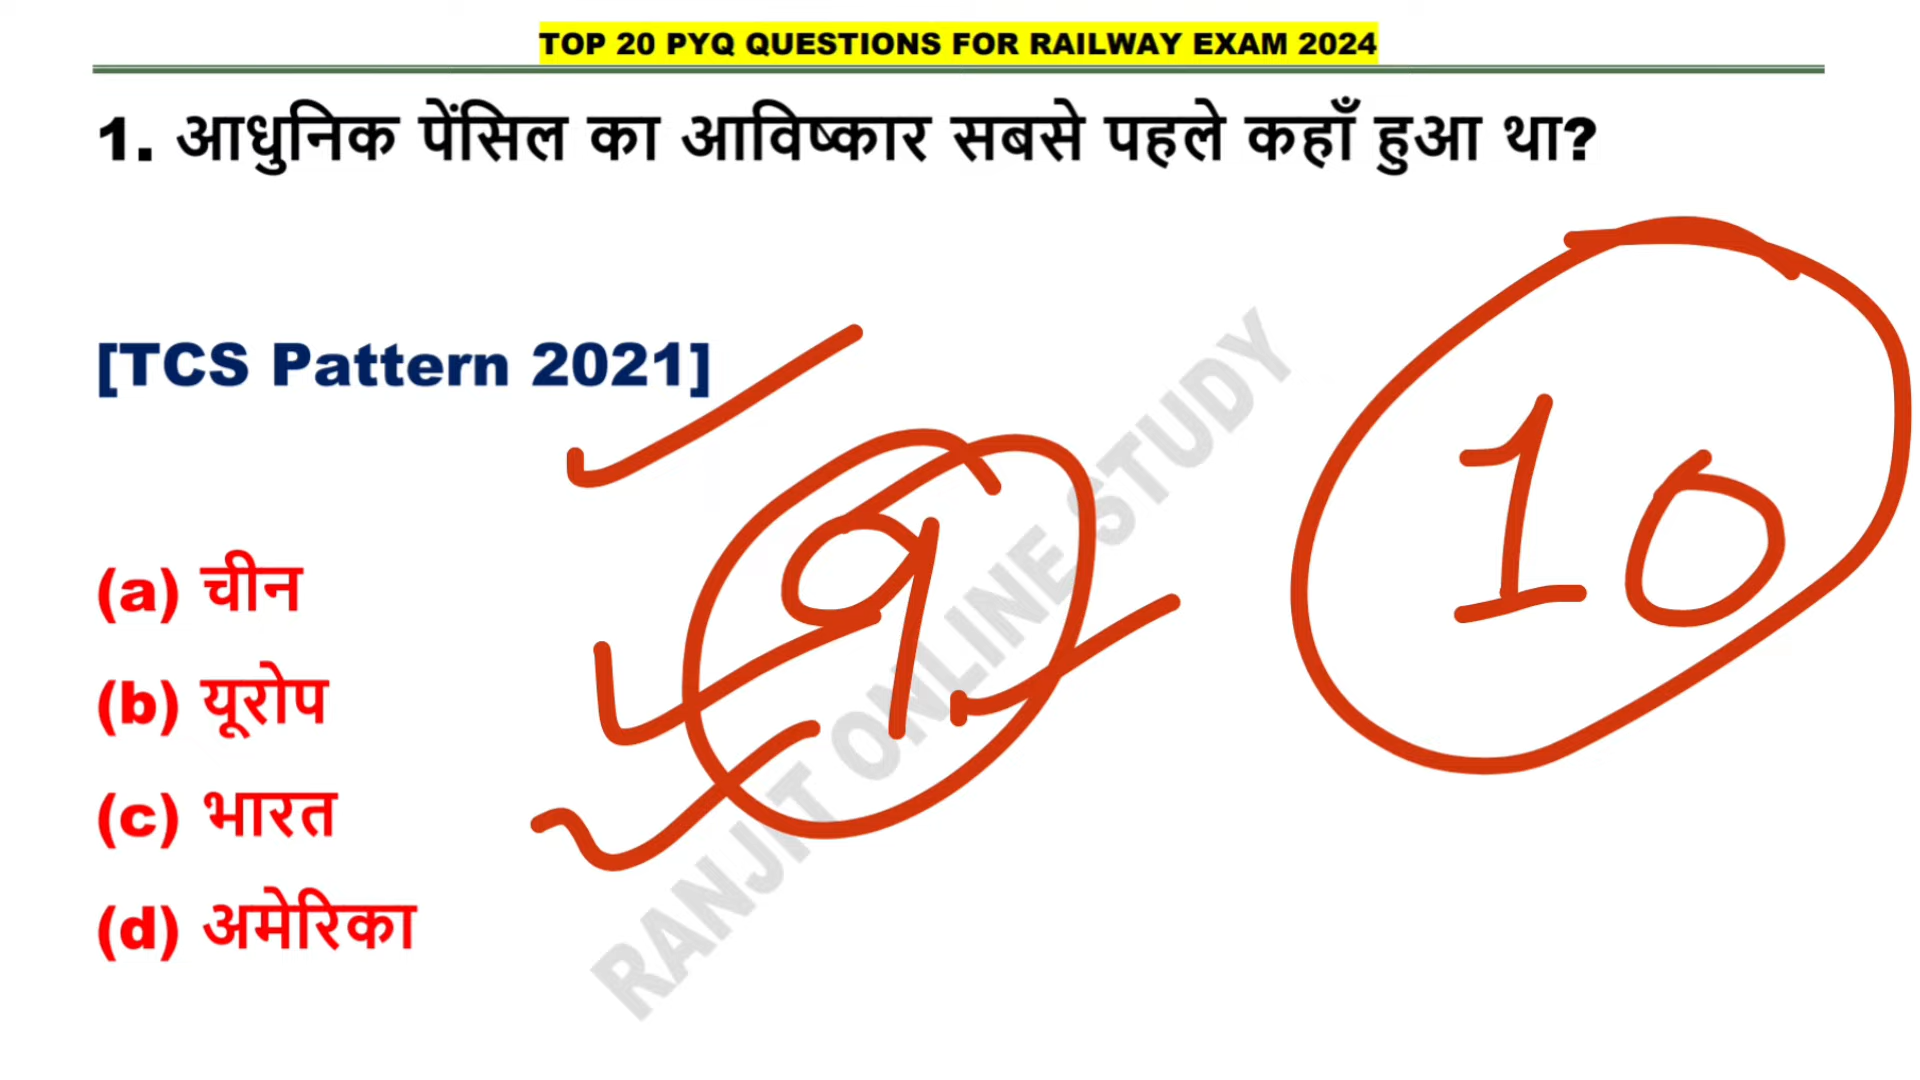 TOP 20 PYQ QUESTIONS FOR RAILWAY EXAM 2024
1. आधुनिक पेंसिल का आविष्कार सबसे पहले कहाँ हुआ था?
[TCS Pattern 2021]
9
10
(a) चीन
(b) यूरोप
(c) भारत
(d) अमेरिका
RANJIT ONLINE STUDY